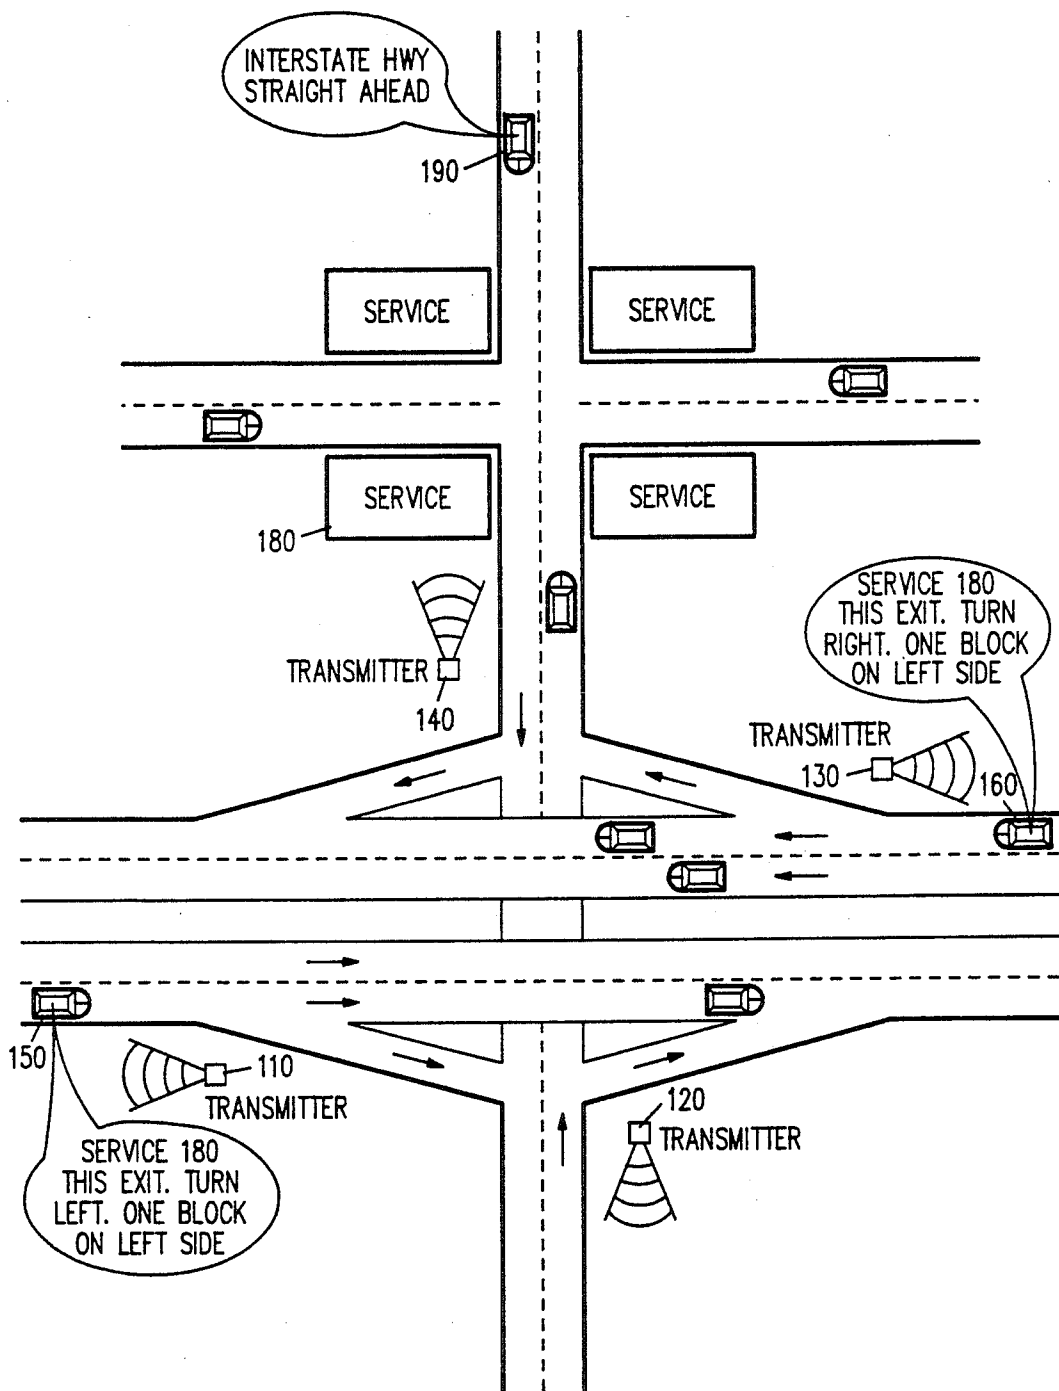 INTERSTATE HWY
STRAIGHT AHEAD
190
SERVICE
SERVICE
SERVICE
SERVICE
180
SERVICE 180
THIS EXIT. TURN
RIGHT. ONE BLOCK
ON LEFT SIDE
TRANSMITTER
140
TRANSMITTER
130
160
150
110
TRANSMITTER
120
TRANSMITTER
SERVICE 180
THIS EXIT. TURN
LEFT. ONE BLOCK
ON LEFT SIDE